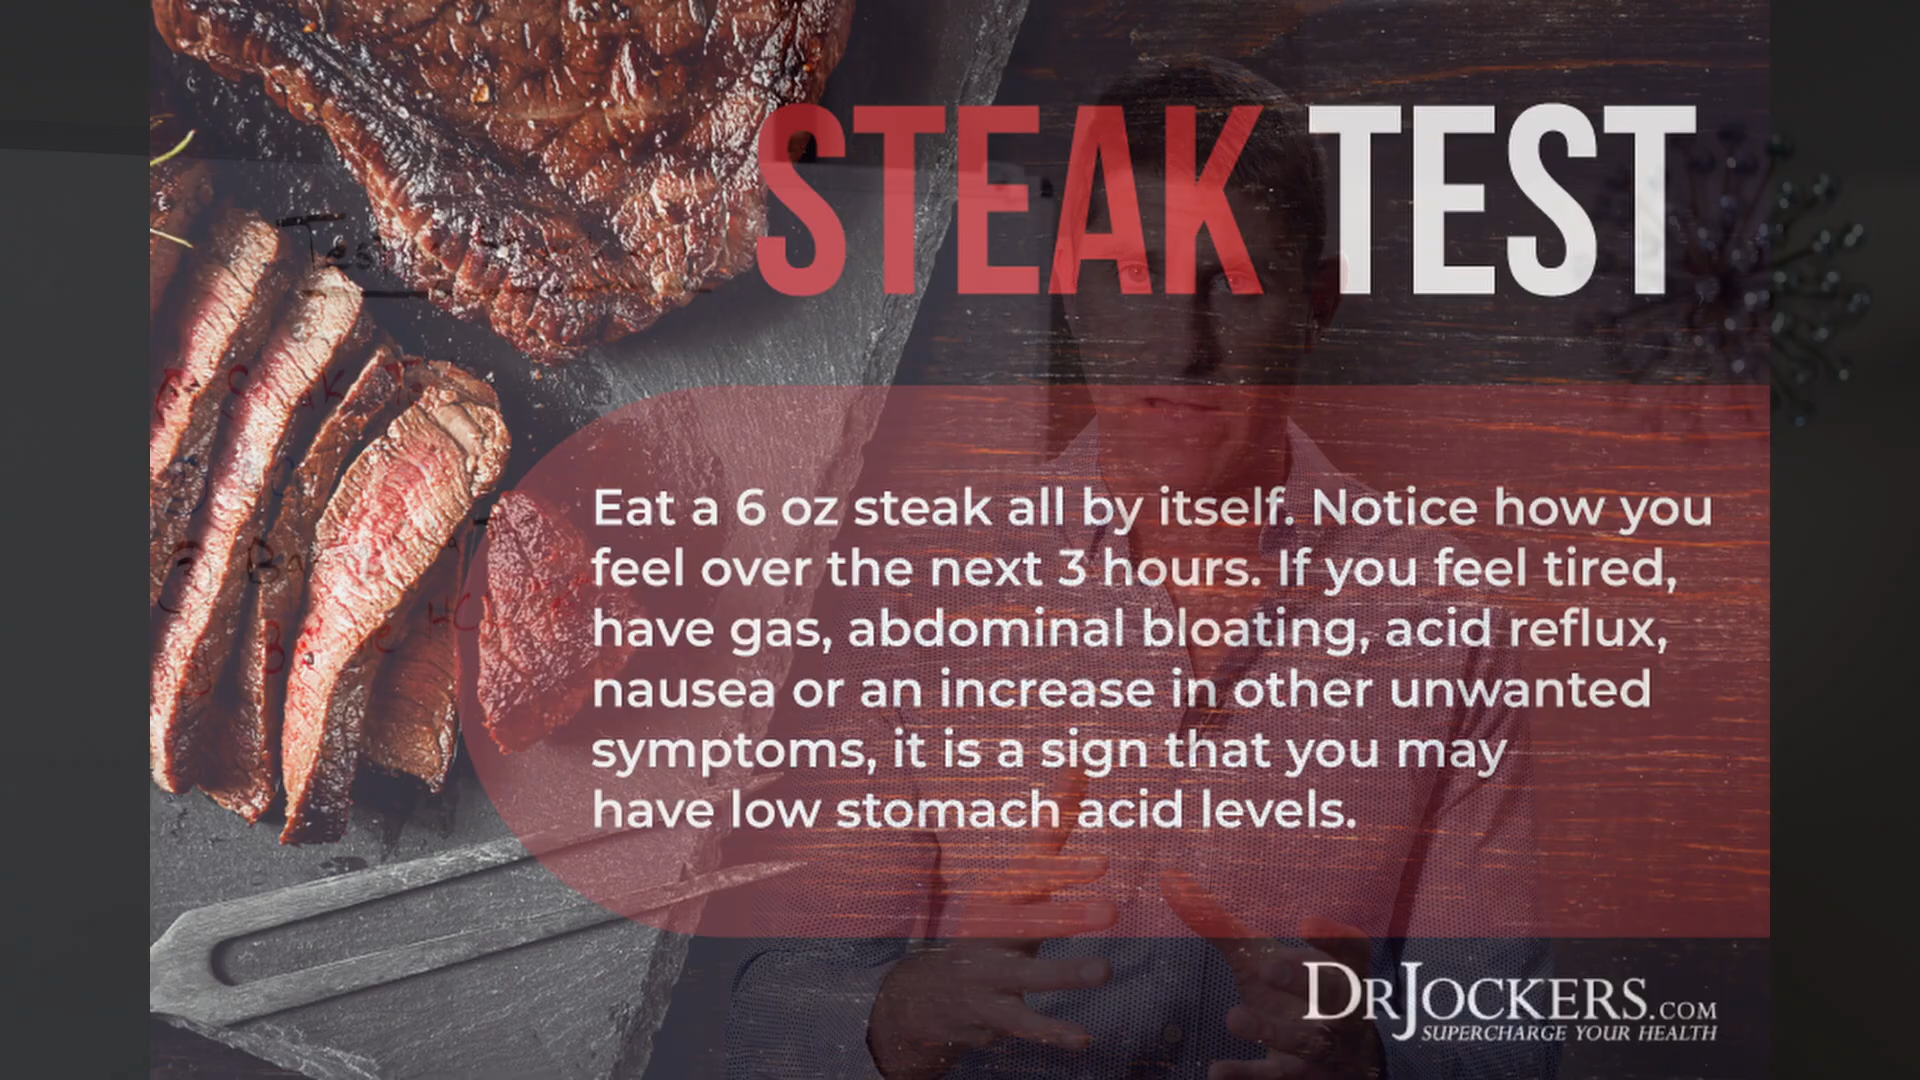 STEAK TEST
Eat a 6 oz steak all by itself. Notice how you
feel over the next 3 hours. If you feel tired,
have gas, abdominal bloating, acid reflux,
nausea or an increase in other unwanted
symptoms, it is a sign that you may
have low stomach acid levels.
DRJOCKERS.COM
SUPERCHARGE YOUR HEALTH